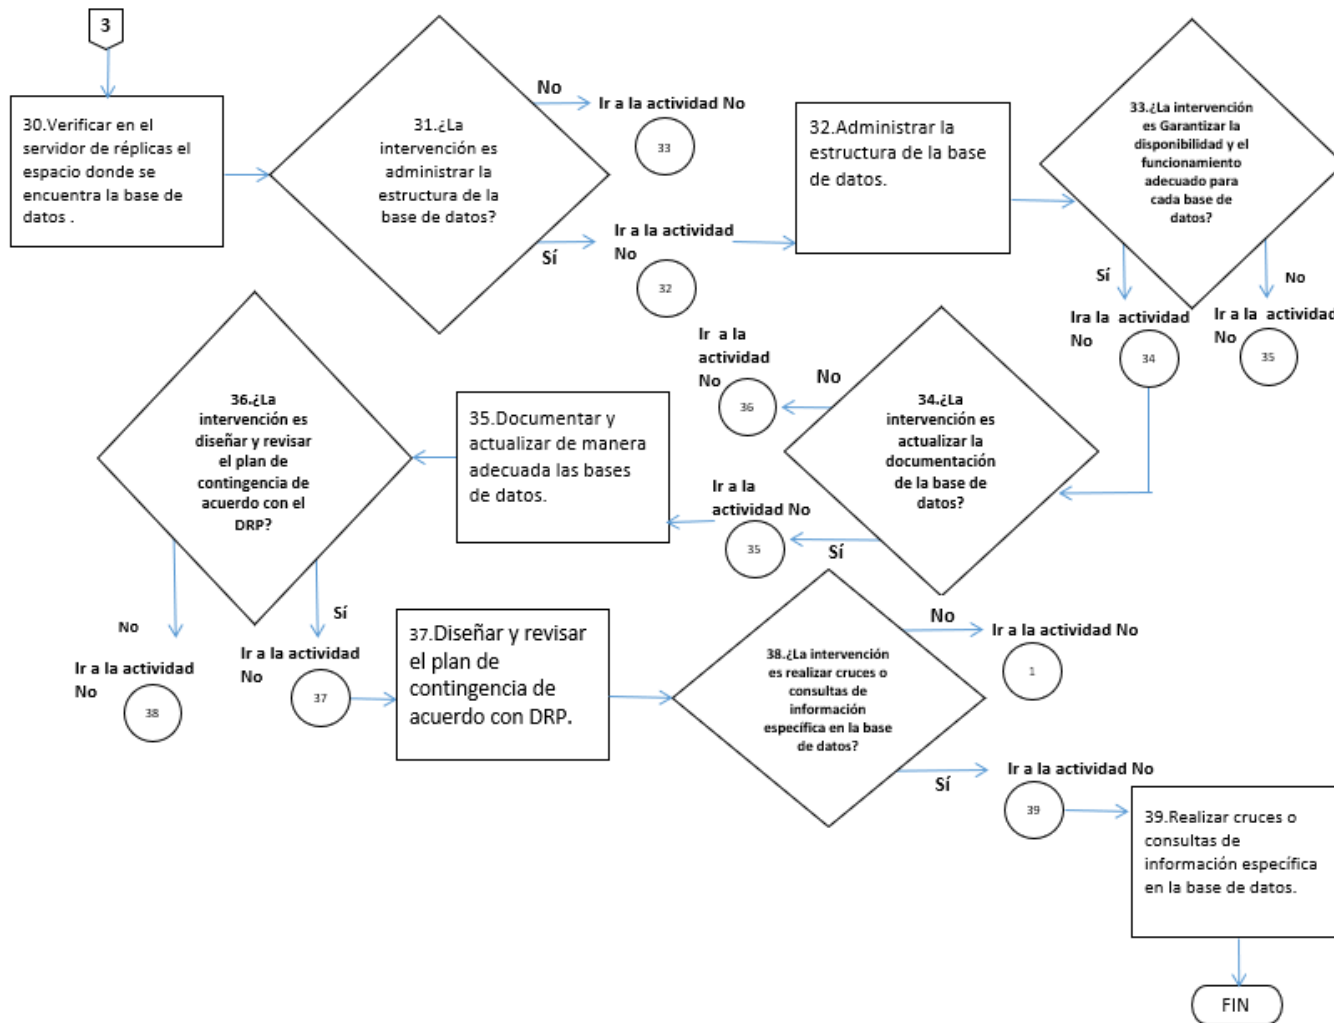 3
30.Verificar en el
servidor de réplicas el
espacio donde se
encuentra la base de
datos .
31.¿La
intervención es
administrar la
estructura de la
base de datos?
No
Ir a la actividad No
33
Sí
Ir a la actividad
No
32
32.Administrar la
estructura de la base
de datos.
33.¿La intervención
es Garantizar la
disponibilidad y el
funcionamiento
adecuado para
cada base de
datos?
Sí
Ira la actividad
No
34
No
Ir a la actividad
No
35
34.¿La
intervención es
actualizar la
documentación
de la base de
datos?
No
Ir a la
actividad
No
36
Sí
Ir a la
actividad No
35
35.Documentar y
actualizar de manera
adecuada las bases
de datos.
36.¿La
intervención es
diseñar y revisar
el plan de
contingencia de
acuerdo con el
DRP?
No
Ir a la actividad
No
38
Sí
Ir a la actividad
No
37
37.Diseñar y revisar
el plan de
contingencia de
acuerdo con DRP.
38.¿La intervención
es realizar cruces o
consultas de
información
específica en la base
de datos?
No
Ir a la actividad No
1
Sí
Ir a la actividad No
39
39.Realizar cruces o
consultas de
información específica
en la base de datos.
FIN